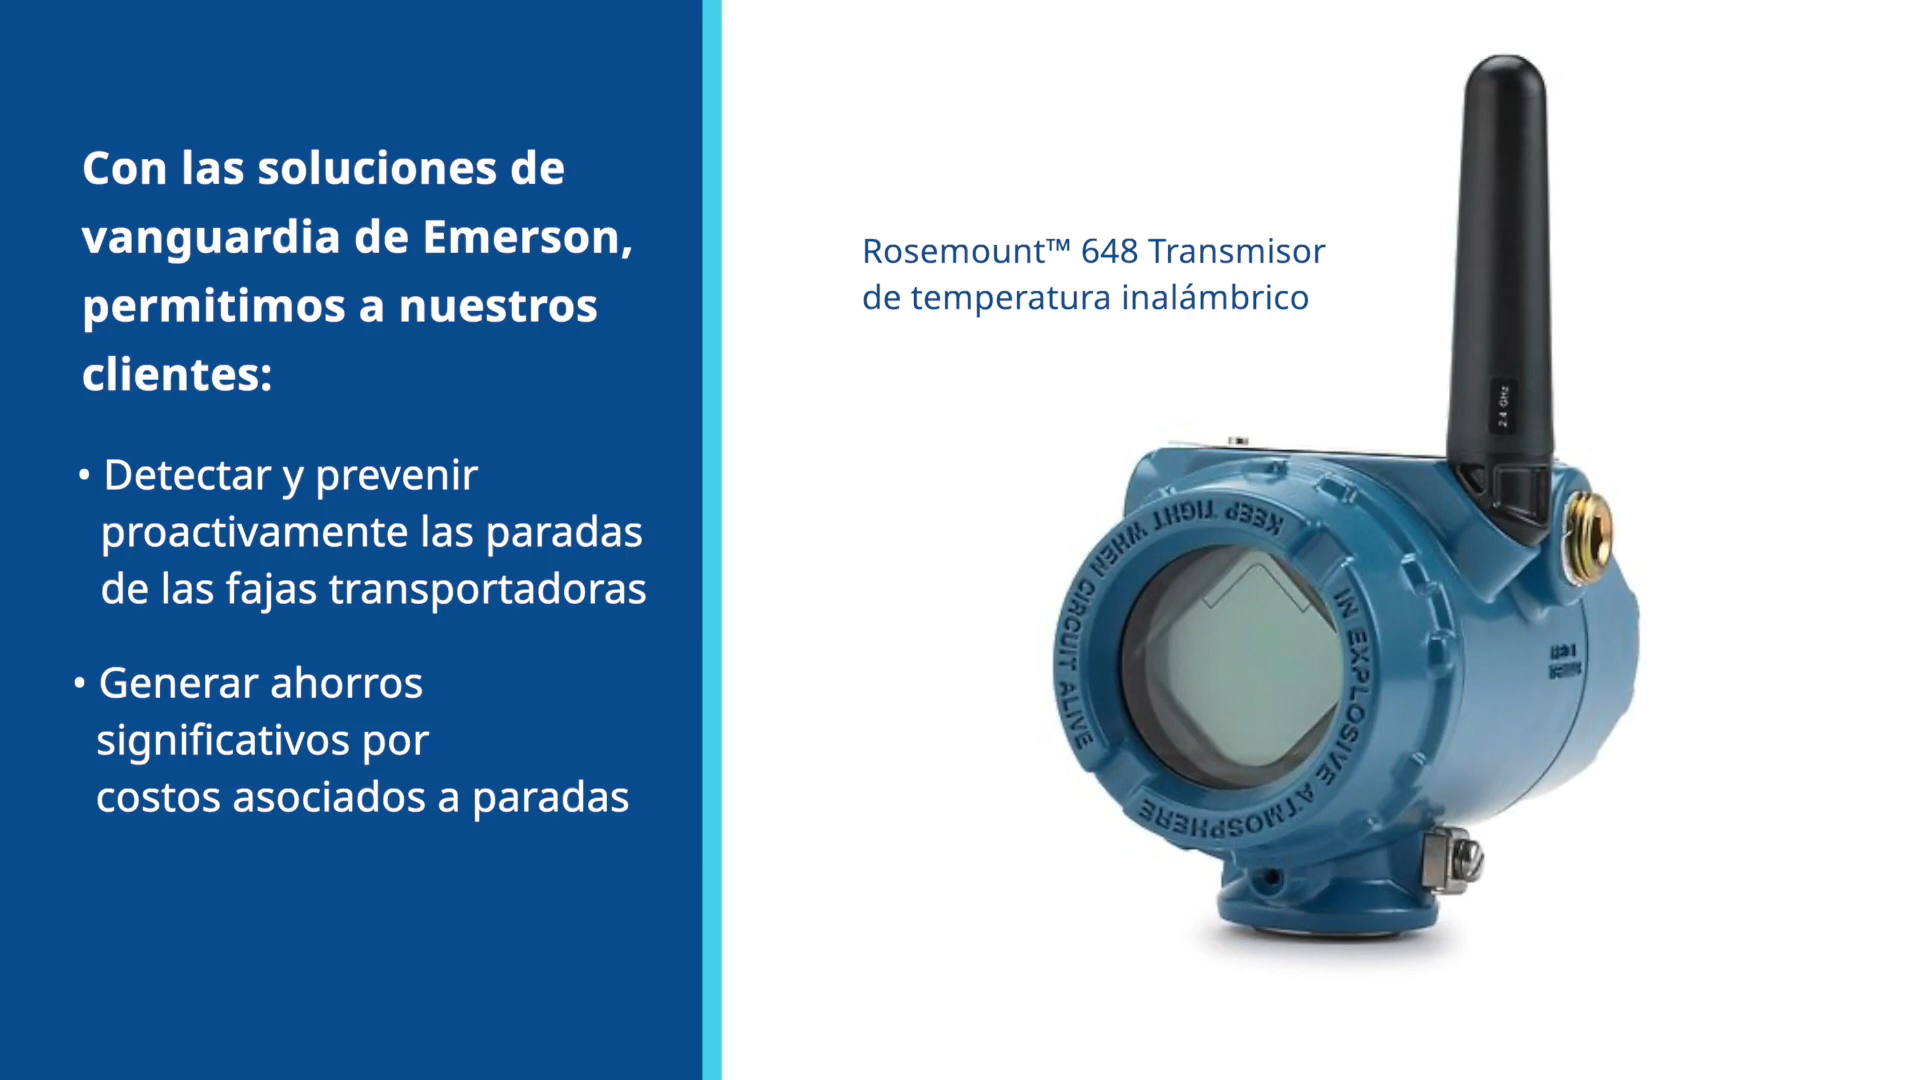 Con las soluciones de
vanguardia de Emerson,
permitimos a nuestros
clientes:
• Detectar y prevenir
proactivamente las paradas
de las fajas transportadoras
• Generar ahorros
significativos por
costos asociados a paradas
Rosemount™ 648 Transmisor
de temperatura inalámbrico
2.4 GHz
KEEP TIGHT WHEN CIRCUIT ALIVE
IN EXPLOSIVE ATMOSPHERE